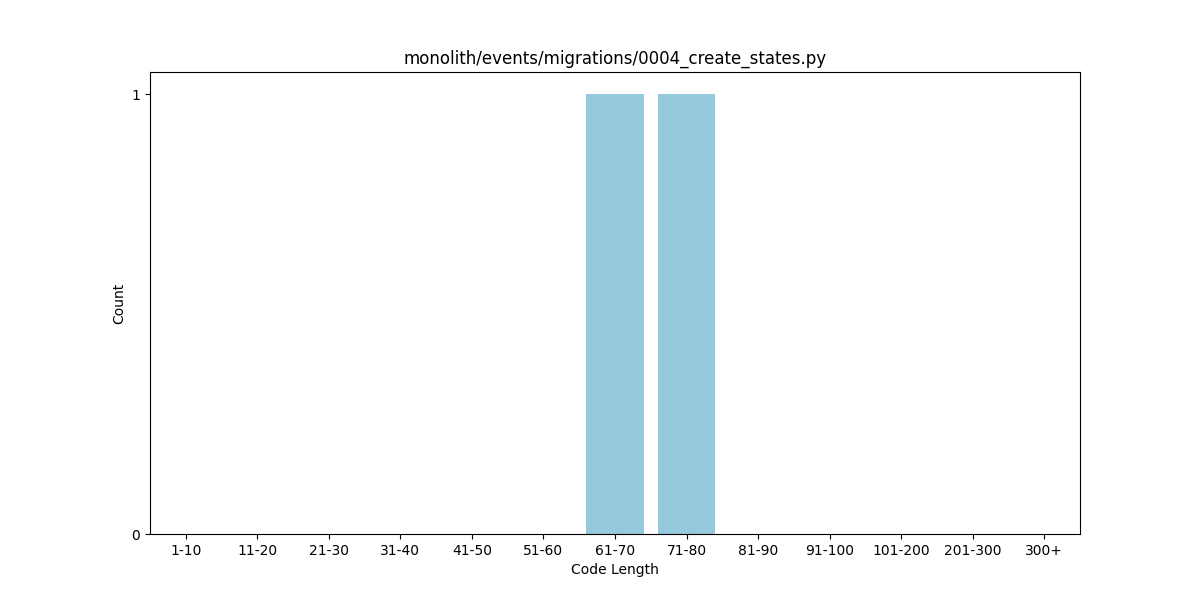 monolith/events/migrations/0004_create_states.py
Count
1
0
1-10 11-20 21-30 31-40 41-50 51-60 61-70 71-80 81-90 91-100 101-200 201-300 300+
Code Length